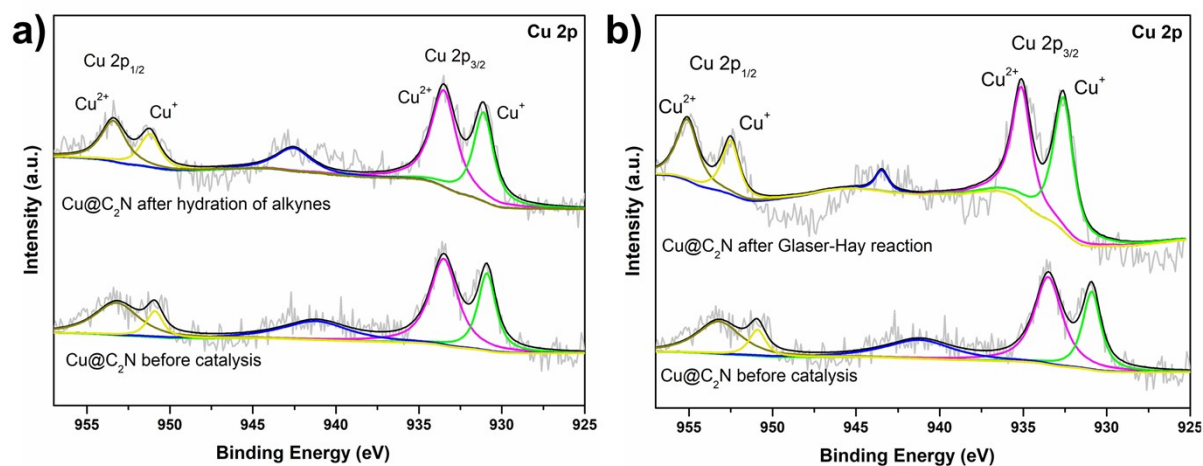 a)
Cu 2p
Cu 2p1/2
Cu 2p3/2
Cu2+
Cu+
Cu2+
Cu+
Cu@C2N after hydration of alkynes
Cu@C2N before catalysis
Intensity (a.u.)
955 950 945 940 935 930 925
Binding Energy (eV)
b)
Cu 2p
Cu 2p1/2
Cu 2p3/2
Cu2+
Cu+
Cu2+
Cu+
Cu@C2N after Glaser-Hay reaction
Cu@C2N before catalysis
Intensity (a.u.)
955 950 945 940 935 930 925
Binding Energy (eV)